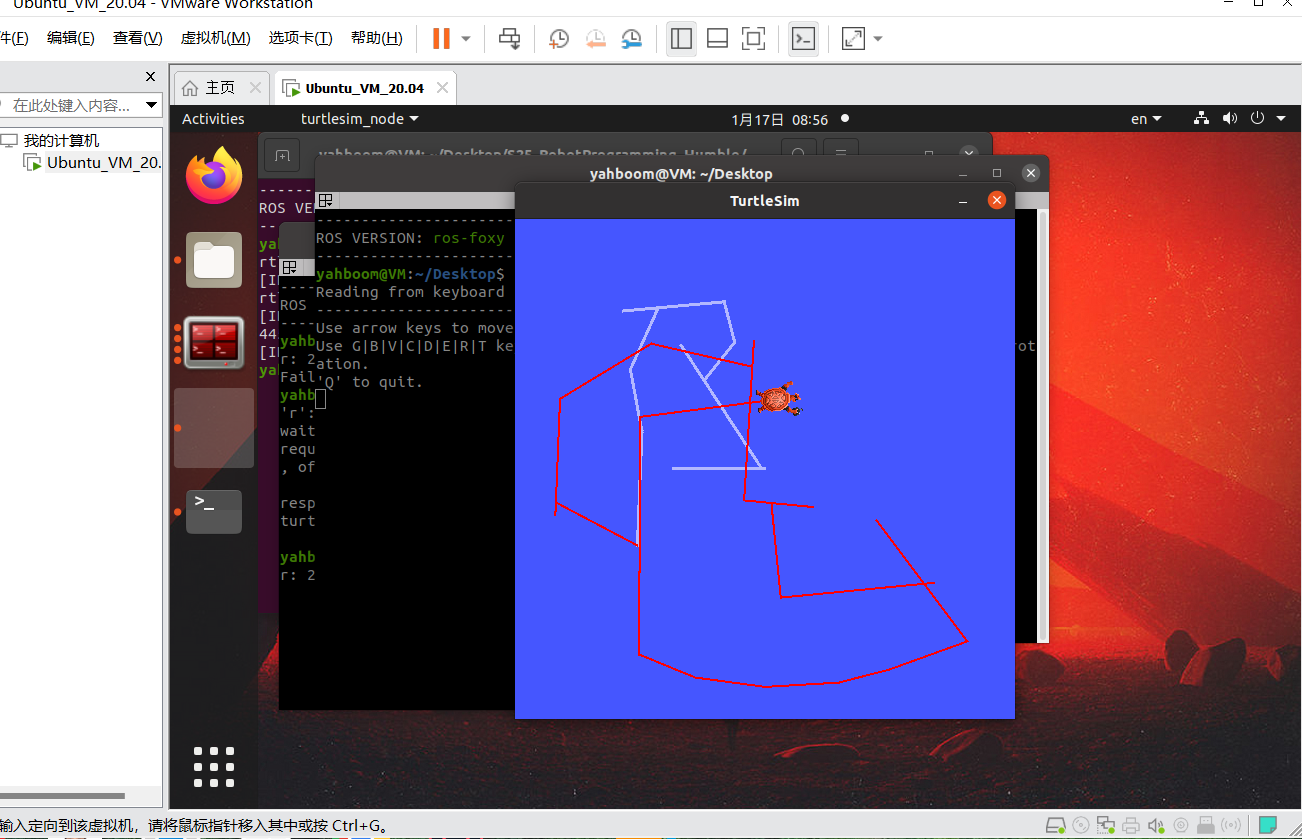 Ubuntu_VM_20.04 - VMware Workstation
件(F) 编辑(E) 查看(V) 虚拟机(M) 选项卡(T) 帮助(H)
在此处键入内容...
主页
Ubuntu_VM_20.04
我的计算机
Ubuntu_VM_20.
Activities
turtlesim_node
1月17日 08:56
en
yahboom@VM: ~/Desktop/S25_RobotProgramming_Humble/
yahboom@VM: ~/Desktop
TurtleSim
ROS VE
ya
rt
[I
rt
[I
44
[I
ya
ROS
yahb
r: 2
Fail
yahb
'r':
wait
requ
, of
resp
turt
yahb
r: 2
ROS VERSION: ros-foxy
yahboom@VM:~/Desktop$
Reading from keyboard
---------------------
Use arrow keys to move
Use G|B|V|C|D|E|R|T ke
rot
ation.
'Q' to quit.
>_
输入定向到该虚拟机，请将鼠标指针移入其中或按 Ctrl+G。